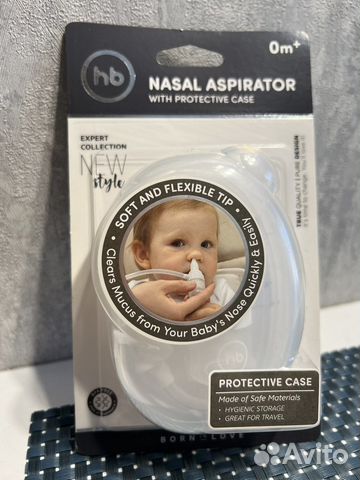 hb
0m+
NASAL ASPIRATOR
WITH PROTECTIVE CASE
EXPERT
COLLECTION
NEW
style
TRUE QUALITY | PURE DESIGN
SOFT AND FLEXIBLE TIP
Clears Mucus from Your Baby's Nose Quickly & Easily
hb
PROTECTIVE CASE
Made of Safe Materials
• HYGIENIC STORAGE
• GREAT FOR TRAVEL
BORN LOVE
Avito